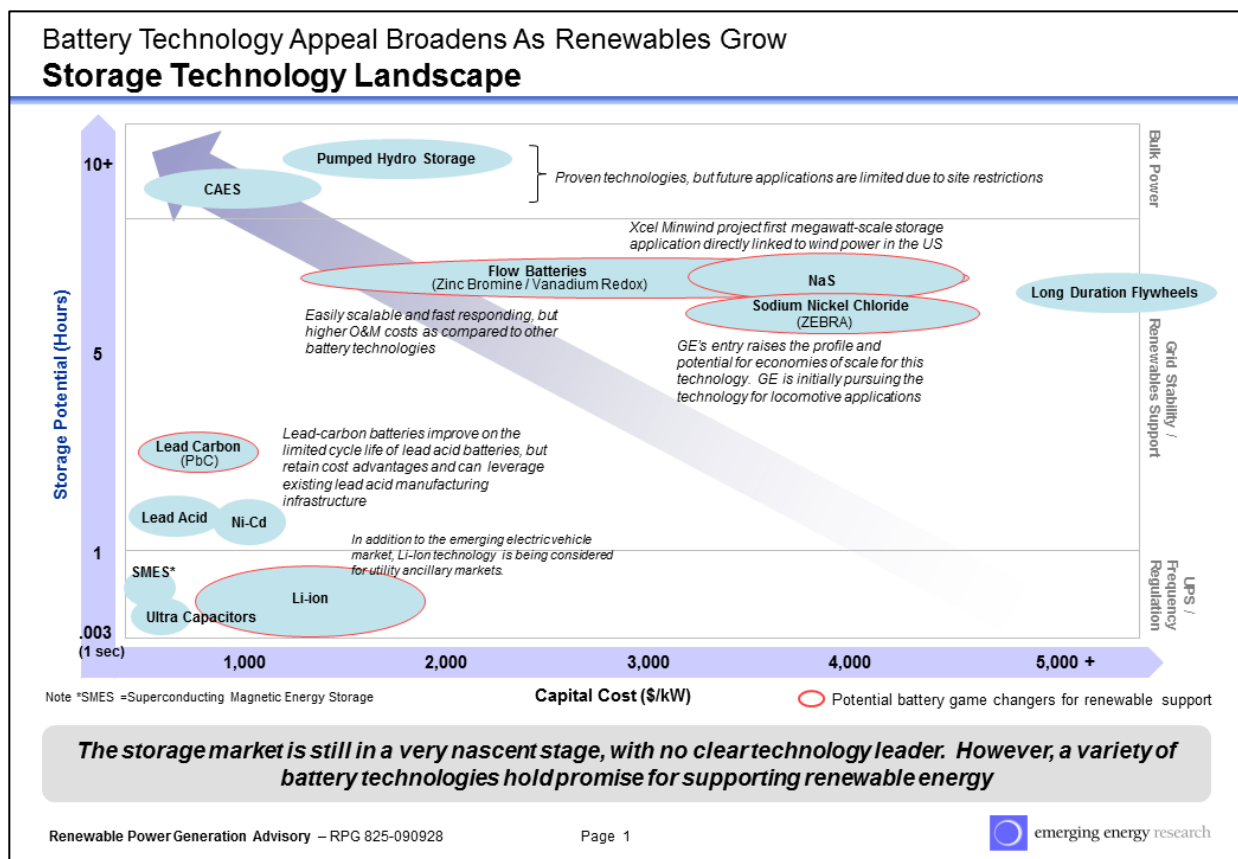 Battery Technology Appeal Broadens As Renewables Grow
Storage Technology Landscape
Storage Potential (Hours)
10+
5
1
.003
(1 sec)
Bulk Power
Grid Stability /
Renewables Support
UPS /
Frequency
Regulation
Pumped Hydro Storage
CAES
Proven technologies, but future applications are limited due to site restrictions
Xcel Minwind project first megawatt-scale storage
application directly linked to wind power in the US
Flow Batteries
(Zinc Bromine / Vanadium Redox)
NaS
Long Duration Flywheels
Sodium Nickel Chloride
(ZEBRA)
Easily scalable and fast responding, but
higher O&M costs as compared to other
battery technologies
GE's entry raises the profile and
potential for economies of scale for this
technology. GE is initially pursuing the
technology for locomotive applications
Lead Carbon
(PbC)
Lead-carbon batteries improve on the
limited cycle life of lead acid batteries, but
retain cost advantages and can leverage
existing lead acid manufacturing
infrastructure
Lead Acid
Ni-Cd
In addition to the emerging electric vehicle
market, Li-Ion technology is being considered
for utility ancillary markets.
SMES*
Li-ion
Ultra Capacitors
1,000
2,000
3,000
4,000
5,000 +
Note *SMES =Superconducting Magnetic Energy Storage
Capital Cost ($/kW)
Potential battery game changers for renewable support
The storage market is still in a very nascent stage, with no clear technology leader. However, a variety of
battery technologies hold promise for supporting renewable energy
Renewable Power Generation Advisory – RPG 825-090928
Page 1
emerging energy research